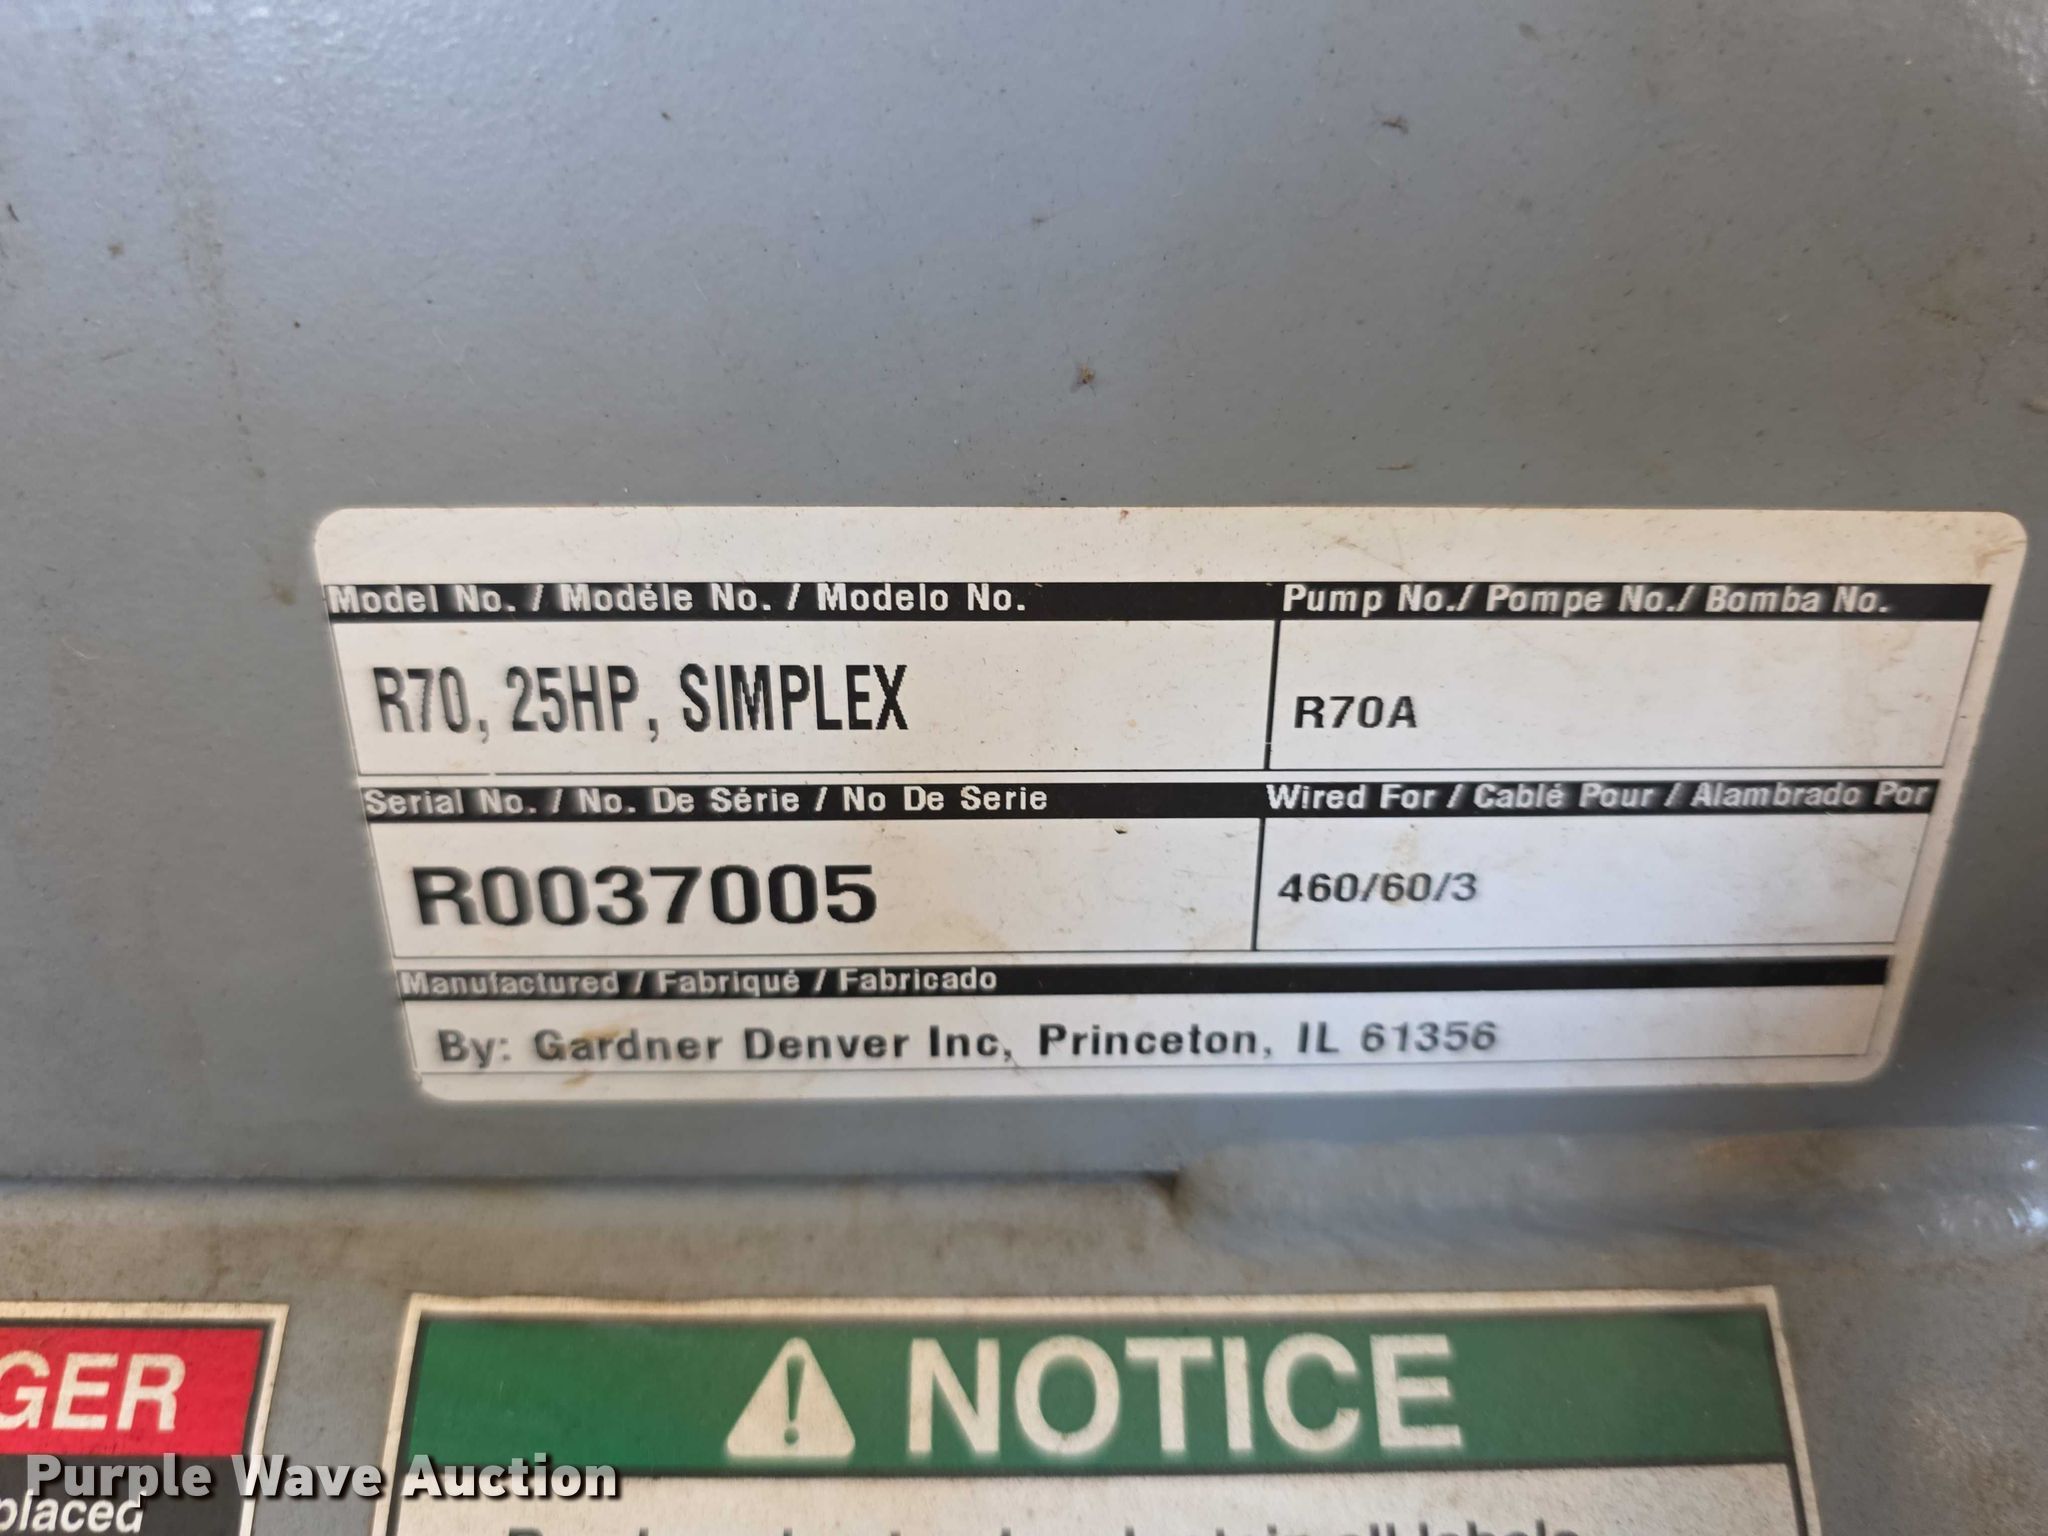 Model No. / Modéle No. / Modelo No.
Pump No./ Pompe No./ Bomba No.
R70, 25HP, SIMPLEX
R70A
Serial No. / No. De Série / No De Serie
Wired For / Cablé Pour / Alambrado Por
R0037005
460/60/3
Manufactured / Fabriqué / Fabricado
By: Gardner Denver Inc, Princeton, IL 61356
GER
placed
NOTICE
all labels
Purple Wave Auction